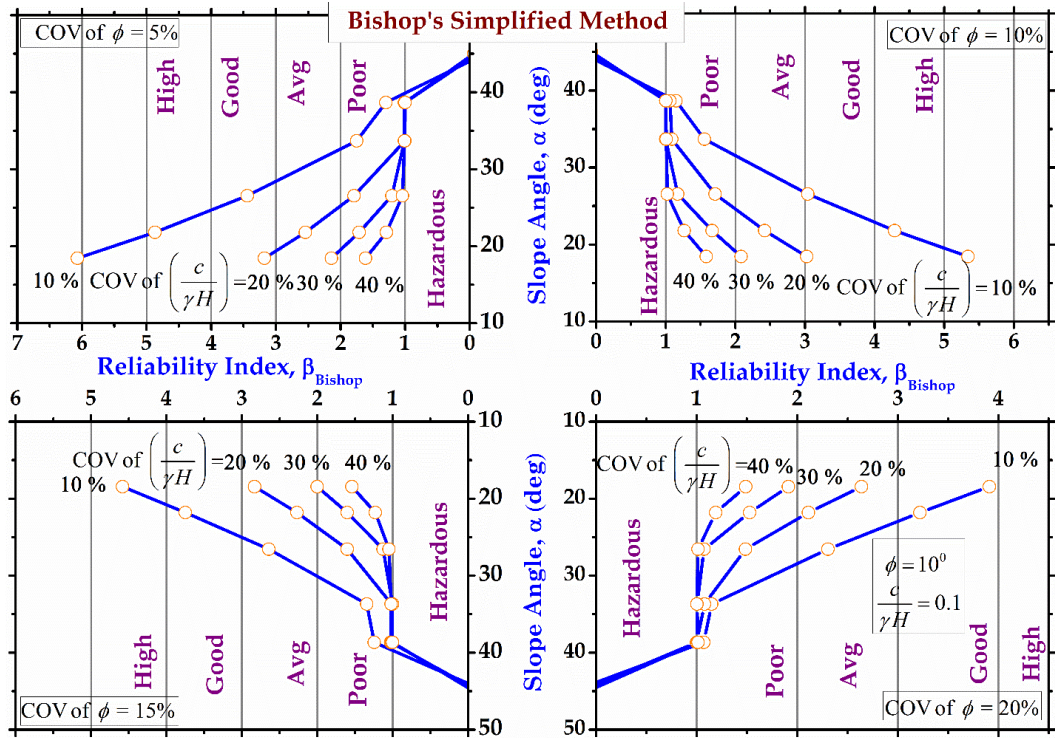 Bishop's Simplified Method
COV of ϕ = 5%
High
Good
Avg
Poor
Hazardous
40
30
20
10
10 %
COV of (c/γH) = 20 % 30 % 40 %
7 6 5 4 3 2 1 0
Reliability Index, β Bishop
Slope Angle, α (deg)
COV of ϕ = 10%
Poor
Avg
High
Good
Hazardous
40
30
20
10
40 % 30 % 20 % COV of (c/γH) = 10 %
0 1 2 3 4 5 6
Reliability Index, β Bishop
6 5 4 3 2 1 0
COV of (c/γH) = 20 % 30 % 40 %
10 %
10
20
30
40
50
Slope Angle, α (deg)
Hazardous
High
Good
Avg
Poor
COV of ϕ = 15%
0 1 2 3 4
COV of (c/γH) = 40 % 30 % 20 % 10 %
10
20
30
40
50
Hazardous
ϕ = 10⁰
c/γH = 0.1
Poor
Avg
Good
High
COV of ϕ = 20%